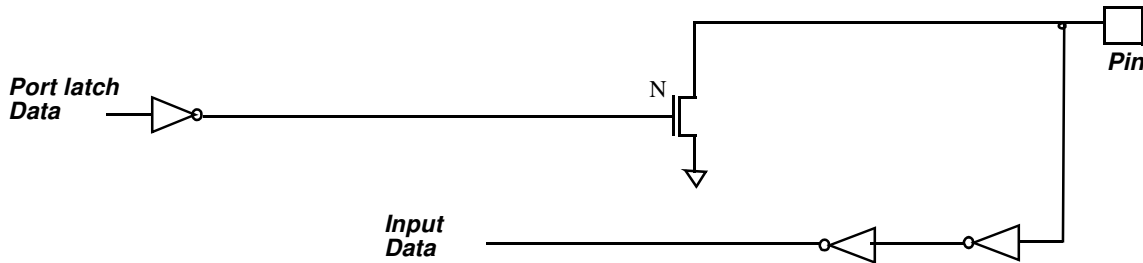 Port latch
Data
N
Pin
Input
Data